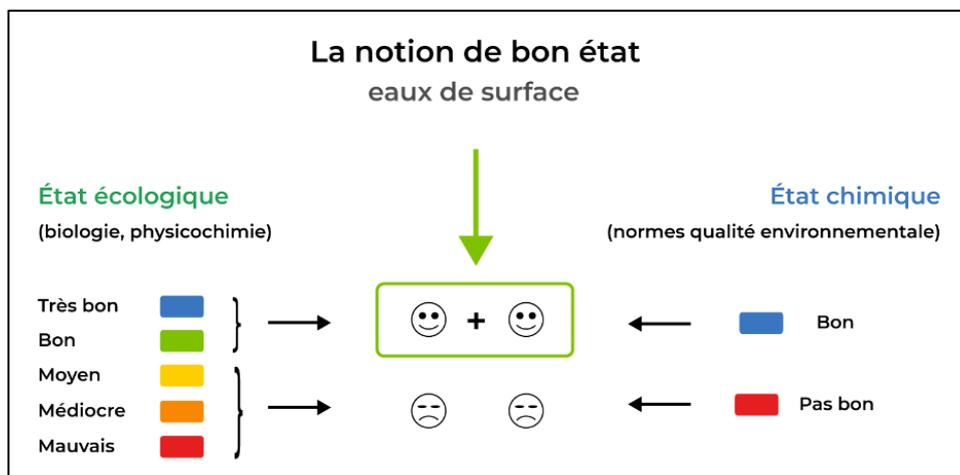 La notion de bon état
eaux de surface
État écologique
(biologie, physicochimie)
État chimique
(normes qualité environnementale)
Très bon
Bon
Moyen
Médiocre
Mauvais
+
Bon
Pas bon